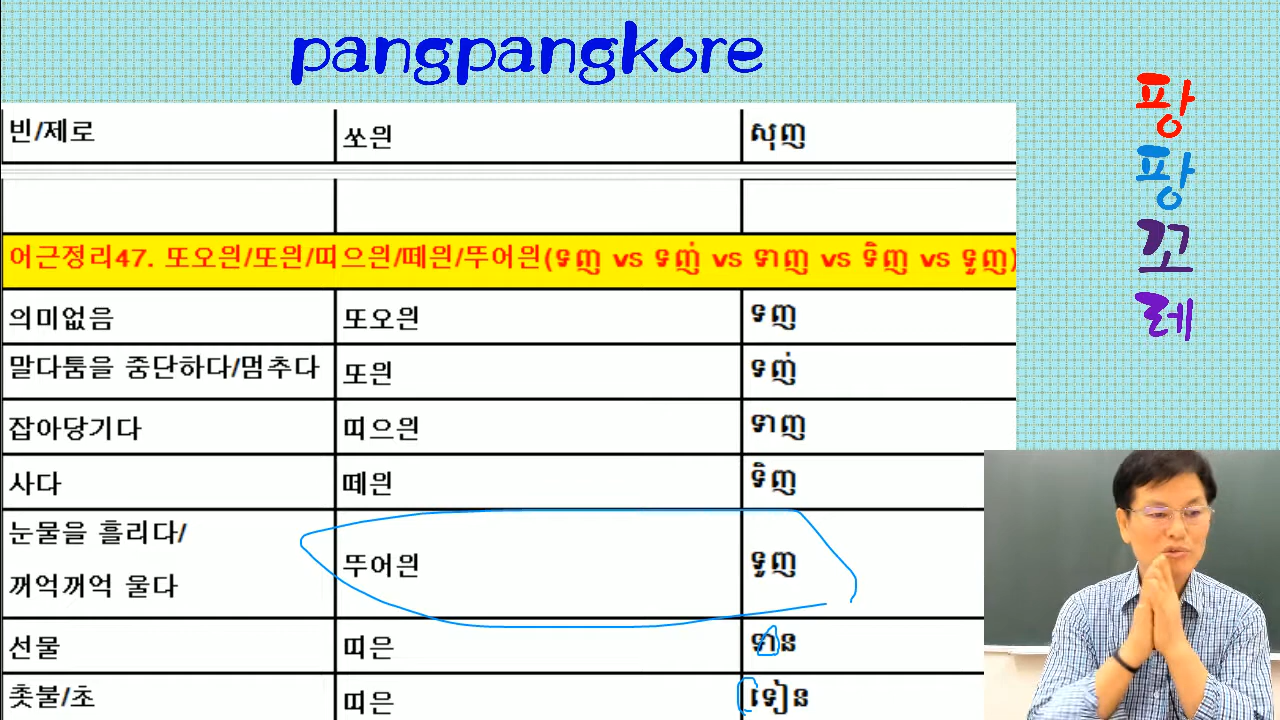 pangpangkore
팡
팡
꼬
레
빈/제로 쏘읜 សុញ
어근정리47. 또오읜/또읜/띠으읜/떼읜/뚜어읜(ទញ vs ទញ់ vs ទាញ vs ទិញ vs ទួញ)
의미없음 또오읜 ទញ
말다툼을 중단하다/멈추다 또읜 ទញ់
잡아당기다 띠으읜 ទាញ
사다 떼읜 ទិញ
눈물을 흘리다/
꺼억꺼억 울다 뚜어읜 ទួញ
선물 띠은 ទាន
촛불/초 띠은 ទៀន